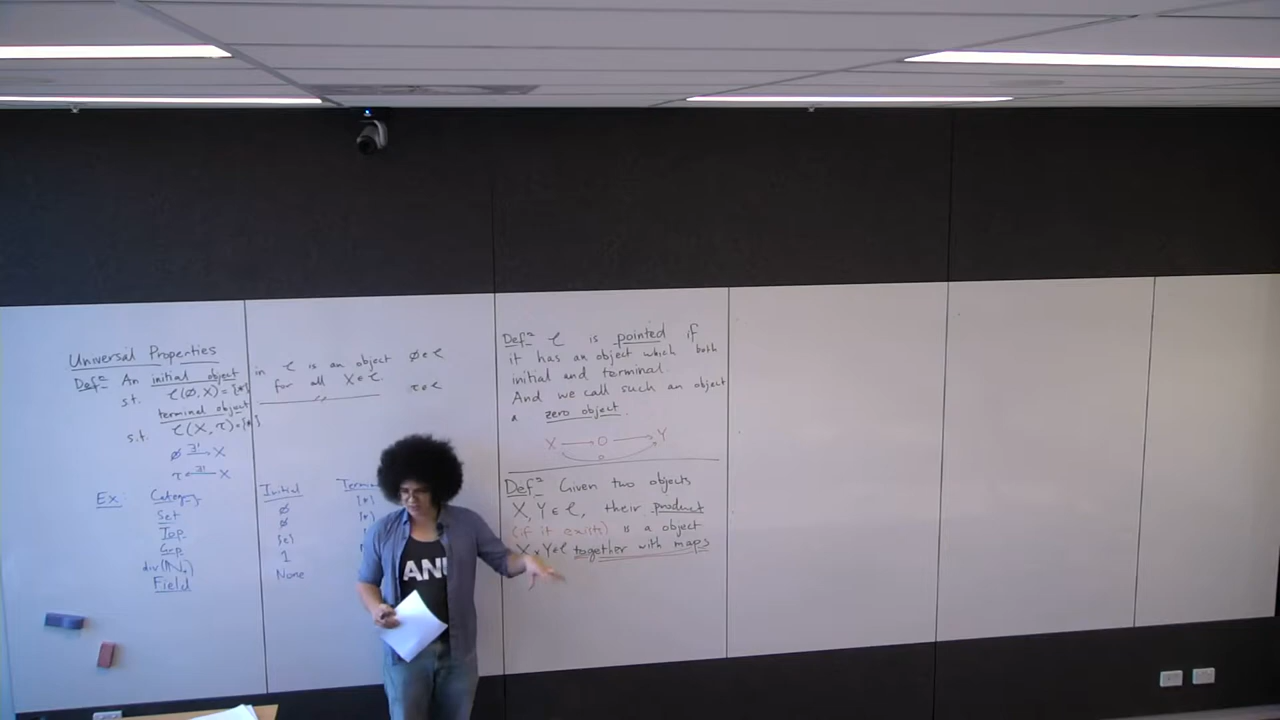 Universal Properties
Defⁿ An initial object in C is an object ∅ ∈ C
s.t. C(∅, X) = {*} for all X ∈ C.
terminal object τ ∈ C
s.t. C(X, τ) = {*}
∅ ∃! → X
τ ← ∃! X
Ex: Category Initial
Set ∅ {*}
Top ∅ {*}
Grp {e}
div(ℕ) 1
Field None
Defⁿ C is pointed if
it has an object which both
initial and terminal.
And we call such an object
a zero object.
X → 0 → Y
0
Defⁿ Given two objects
X, Y ∈ C, their product
(if it exists) is a object
X × Y ∈ C together with maps
ANU